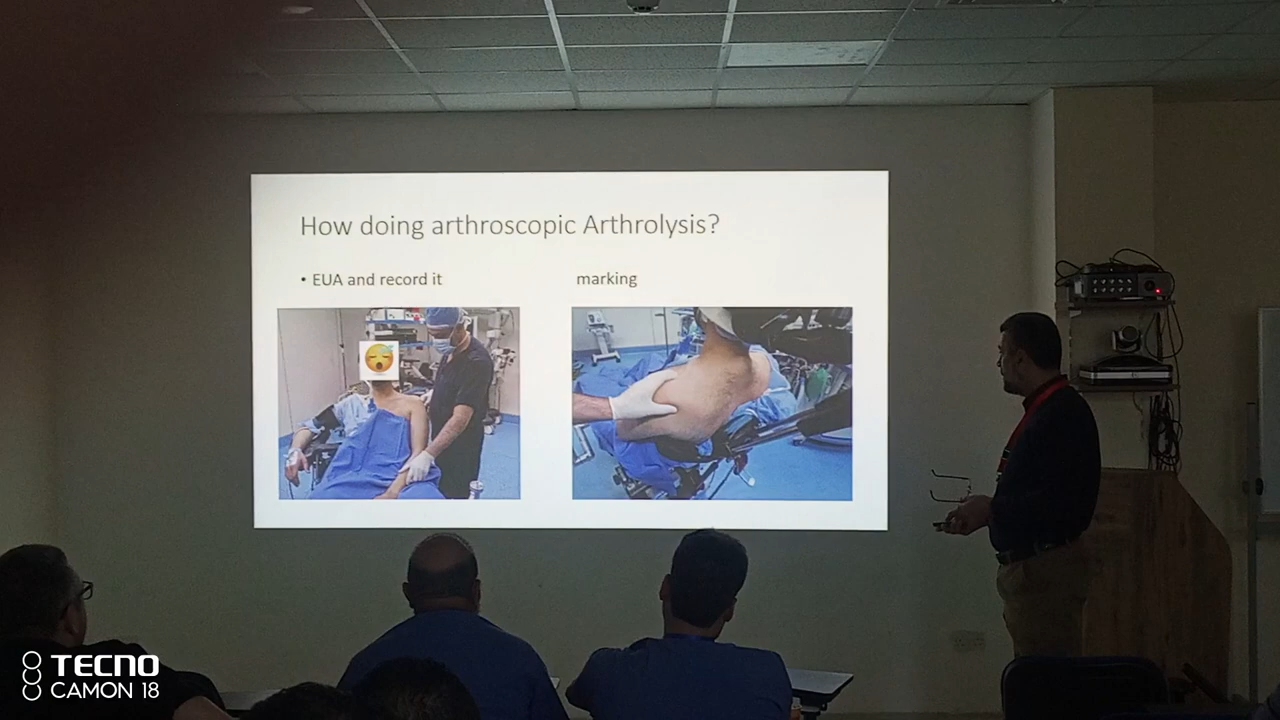 How doing arthroscopic Arthrolysis?
• EUA and record it
marking
TECNO
CAMON 18